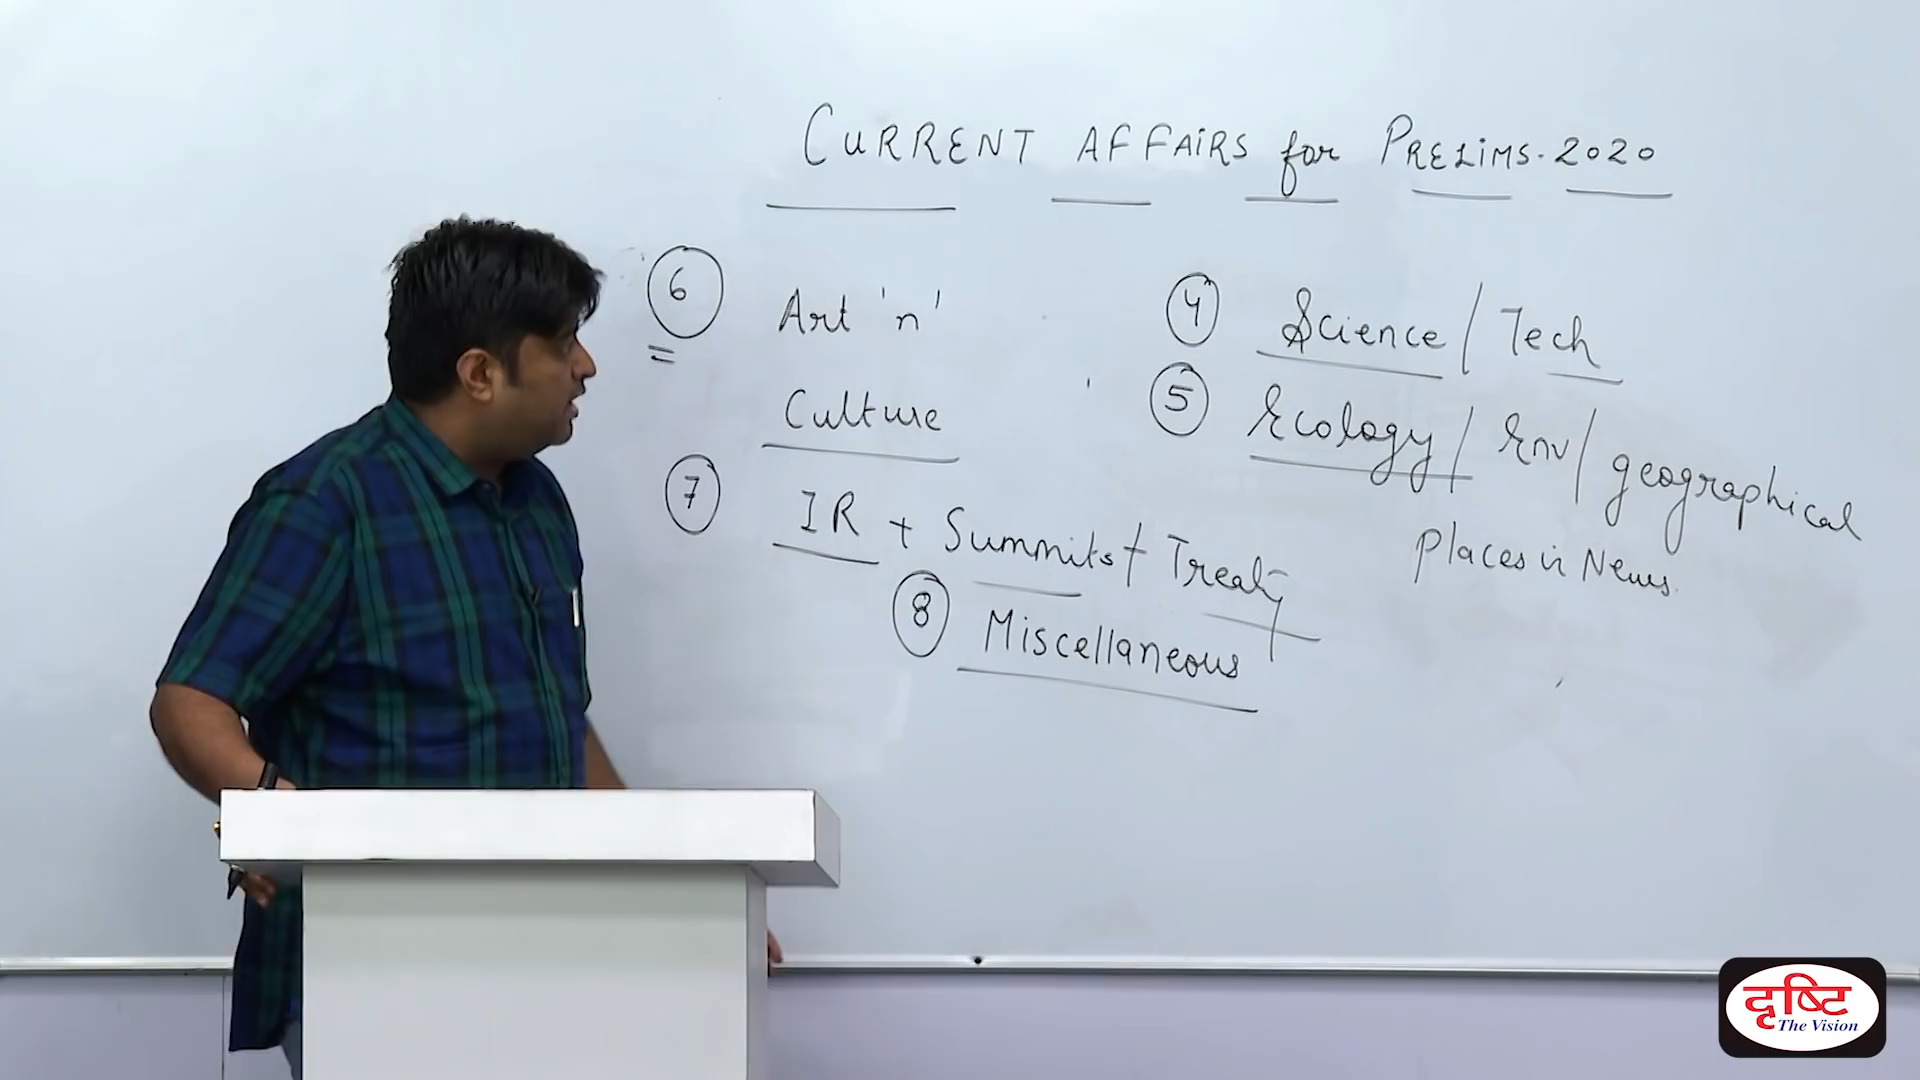 CURRENT AFFAIRS for PRELIMS. 2020
6 Art 'n'
Culture
7 IR + Summits + Treaty
8 Miscellaneous
4 Science / Tech
5 Ecology / Env / geographical
places in News.
दृष्टि
The Vision